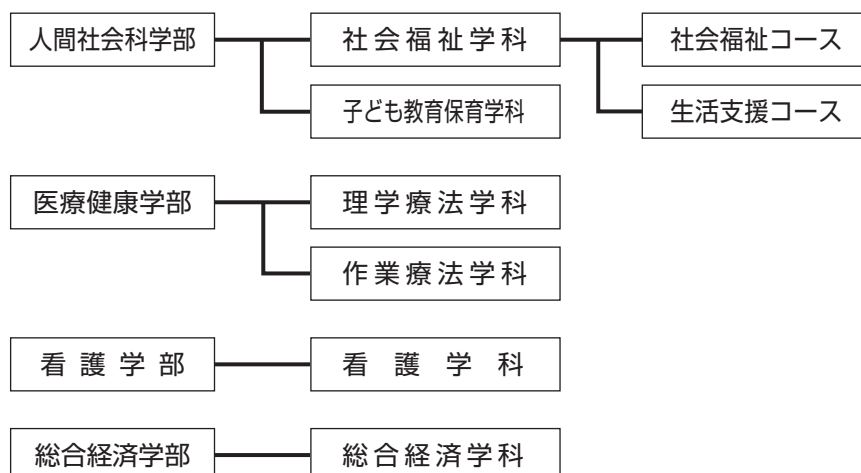 人間社会科学部 社会福祉学科 社会福祉コース
子ども教育保育学科 生活支援コース
医療健康学部 理学療法学科
作業療法学科
看護学部 看護学科
総合経済学部 総合経済学科